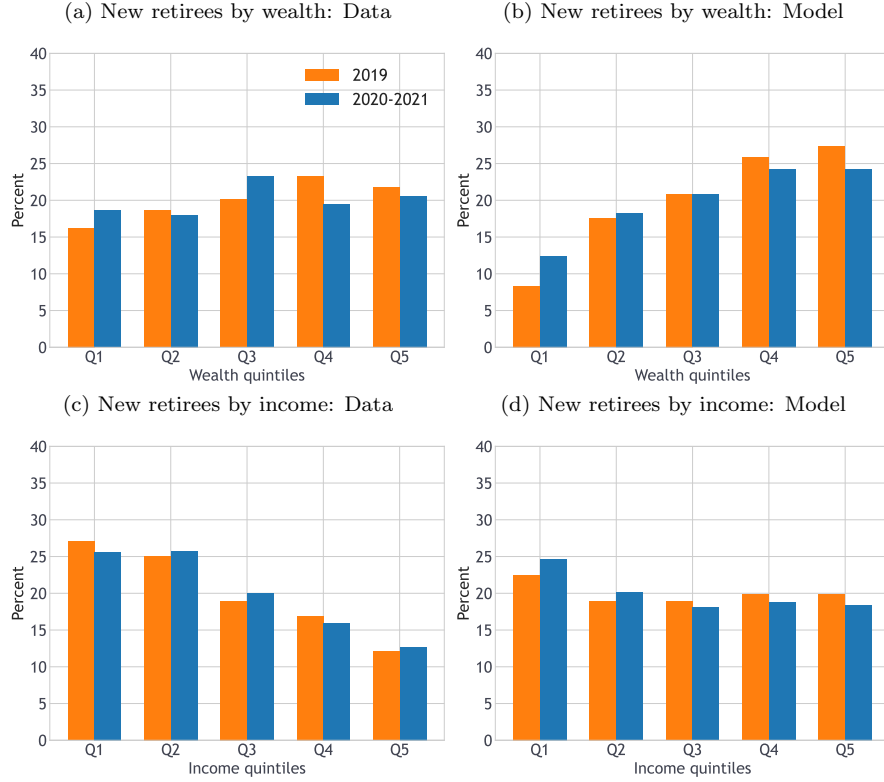 (a) New retirees by wealth: Data
40
35
30
25
20
15
10
5
0
Percent
2019
2020-2021
Q1 Q2 Q3 Q4 Q5
Wealth quintiles
(b) New retirees by wealth: Model
40
35
30
25
20
15
10
5
0
Percent
Q1 Q2 Q3 Q4 Q5
Wealth quintiles
(c) New retirees by income: Data
40
35
30
25
20
15
10
5
0
Percent
Q1 Q2 Q3 Q4 Q5
Income quintiles
(d) New retirees by income: Model
40
35
30
25
20
15
10
5
0
Percent
Q1 Q2 Q3 Q4 Q5
Income quintiles